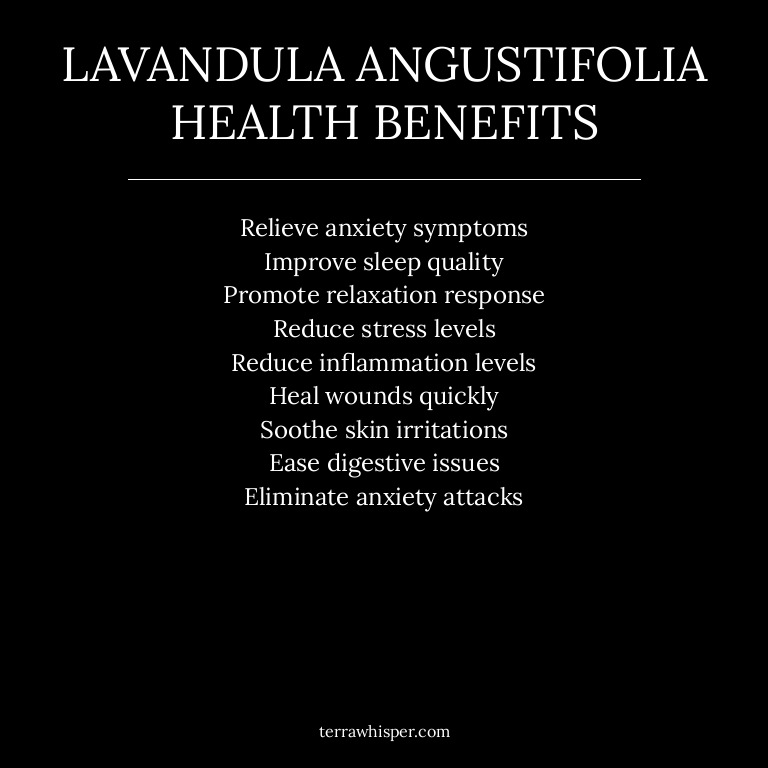 LAVANDULA ANGUSTIFOLIA
HEALTH BENEFITS
Relieve anxiety symptoms
Improve sleep quality
Promote relaxation response
Reduce stress levels
Reduce inflammation levels
Heal wounds quickly
Soothe skin irritations
Ease digestive issues
Eliminate anxiety attacks
terrawhisper.com